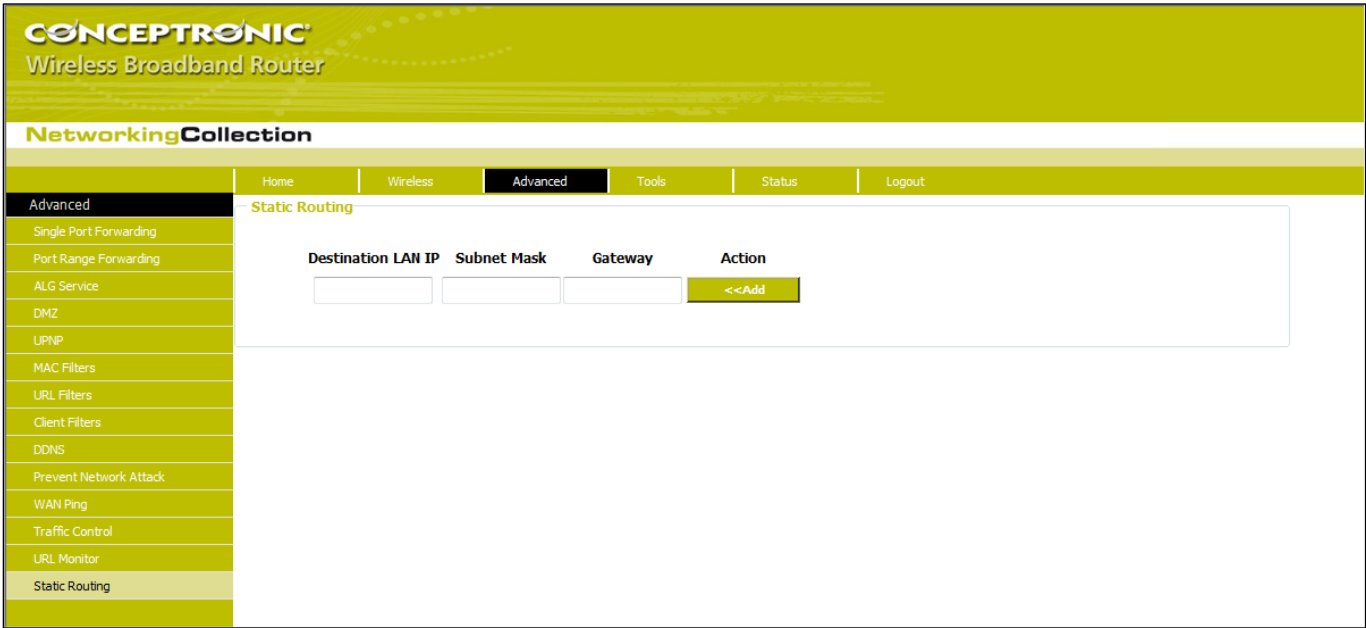 CONCEPTRONIC
Wireless Broadband Router
NetworkingCollection
Home Wireless Advanced Tools Status Logout
Advanced
Single Port Forwarding
Port Range Forwarding
ALG Service
DMZ
UPNP
MAC Filters
URL Filters
Client Filters
DDNS
Prevent Network Attack
WAN Ping
Traffic Control
URL Monitor
Static Routing
Static Routing
Destination LAN IP Subnet Mask Gateway Action
<<Add